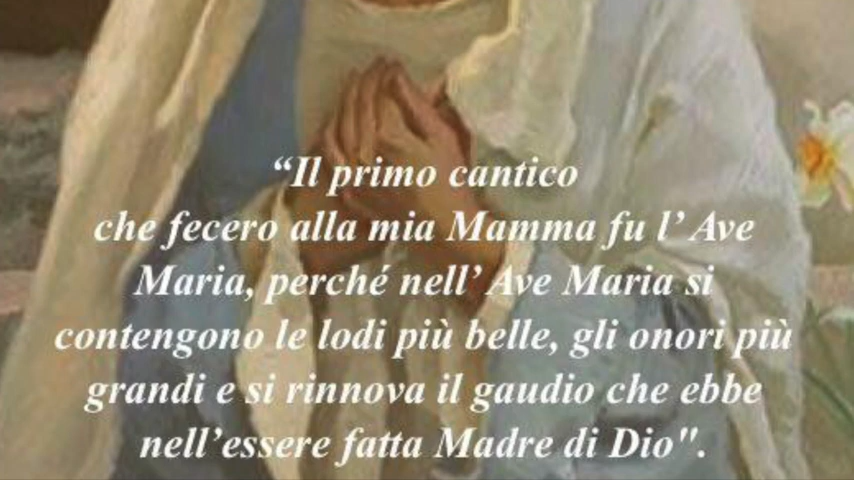 “Il primo cantico
che fecero alla mia Mamma fu l’Ave
Maria, perché nell’Ave Maria si
contengono le lodi più belle, gli onori più
grandi e si rinnova il gaudio che ebbe
nell’essere fatta Madre di Dio".